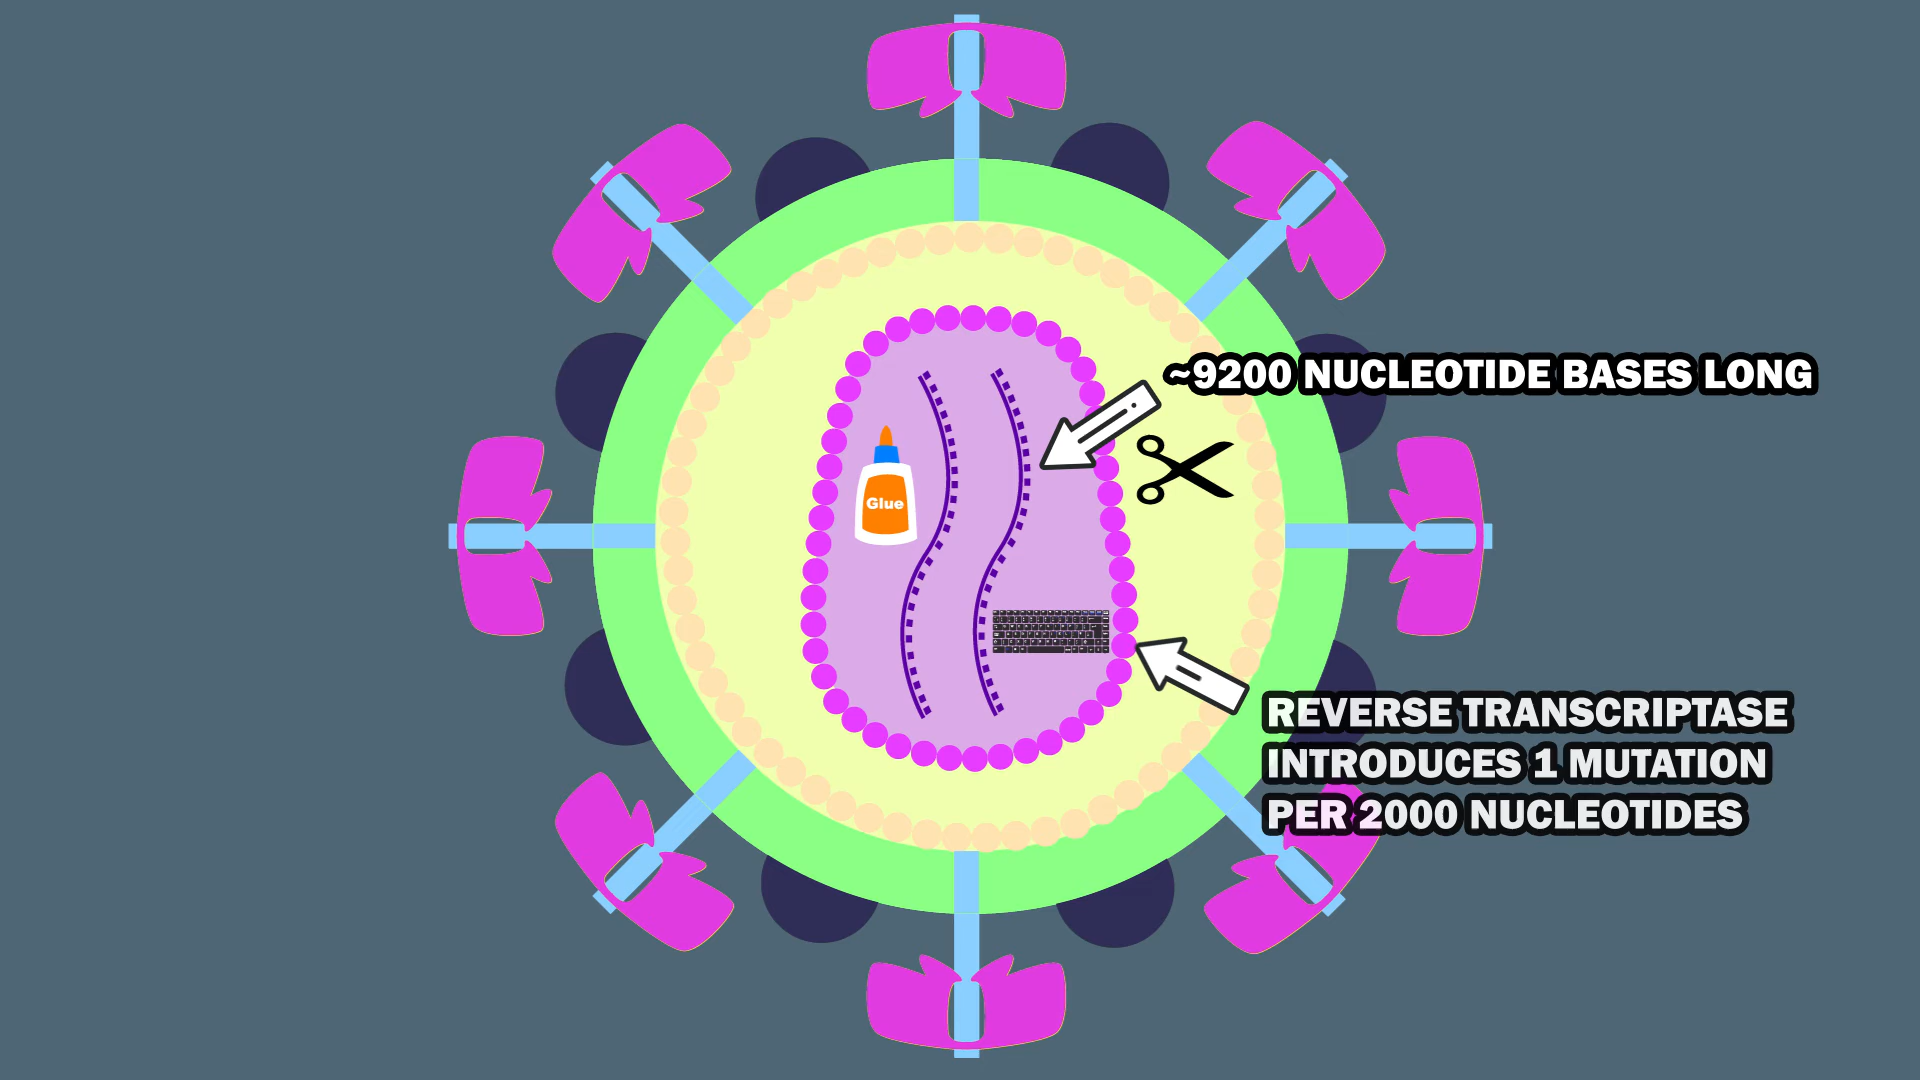 ~9200 NUCLEOTIDE BASES LONG
Glue
REVERSE TRANSCRIPTASE
INTRODUCES 1 MUTATION
PER 2000 NUCLEOTIDES